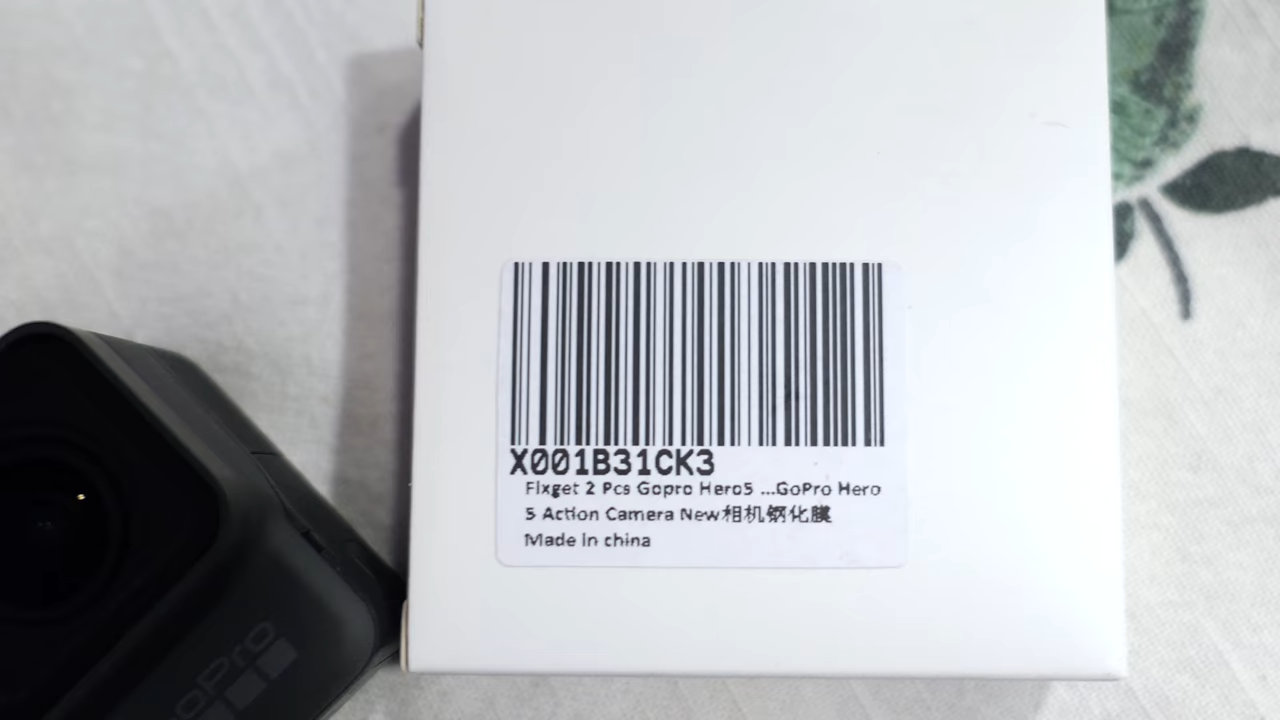 X001B31CK3
Fixget 2 Pcs Gopro Hero5 ...GoPro Hero
5 Action Camera New相机钢化膜
Made in china
GoPro